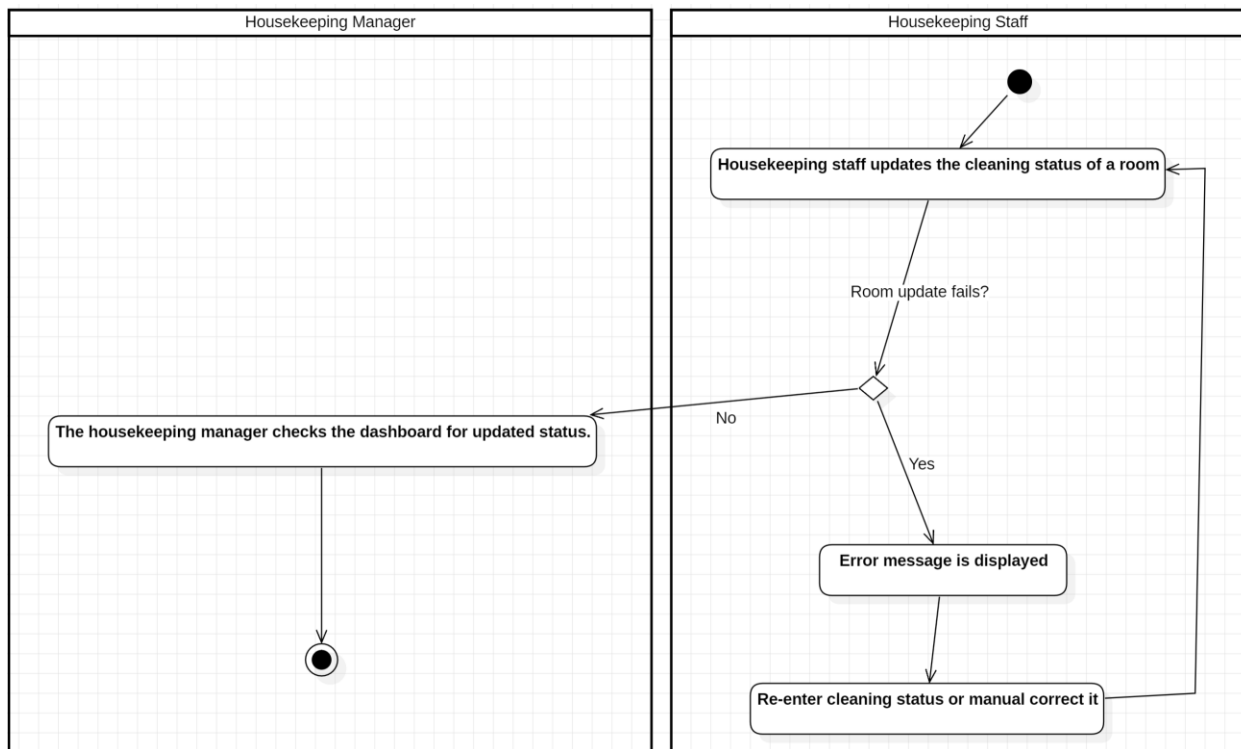 Housekeeping Manager
Housekeeping Staff
Housekeeping staff updates the cleaning status of a room
Room update fails?
No
The housekeeping manager checks the dashboard for updated status.
Yes
Error message is displayed
Re-enter cleaning status or manual correct it